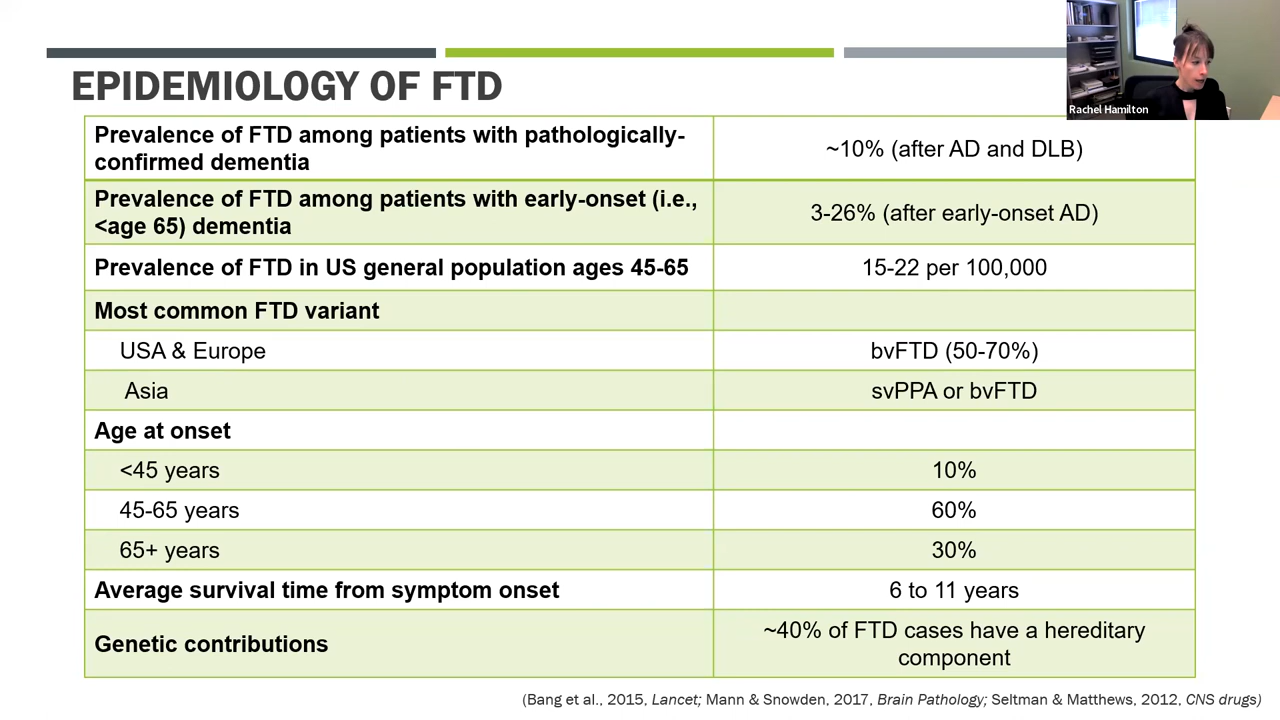 EPIDEMIOLOGY OF FTD
Rachel Hamilton
Prevalence of FTD among patients with pathologically-
confirmed dementia
~10% (after AD and DLB)
Prevalence of FTD among patients with early-onset (i.e.,
<age 65) dementia
3-26% (after early-onset AD)
Prevalence of FTD in US general population ages 45-65
15-22 per 100,000
Most common FTD variant
USA & Europe
bvFTD (50-70%)
Asia
svPPA or bvFTD
Age at onset
<45 years
10%
45-65 years
60%
65+ years
30%
Average survival time from symptom onset
6 to 11 years
Genetic contributions
~40% of FTD cases have a hereditary
component
(Bang et al., 2015, Lancet; Mann & Snowden, 2017, Brain Pathology; Seltman & Matthews, 2012, CNS drugs)